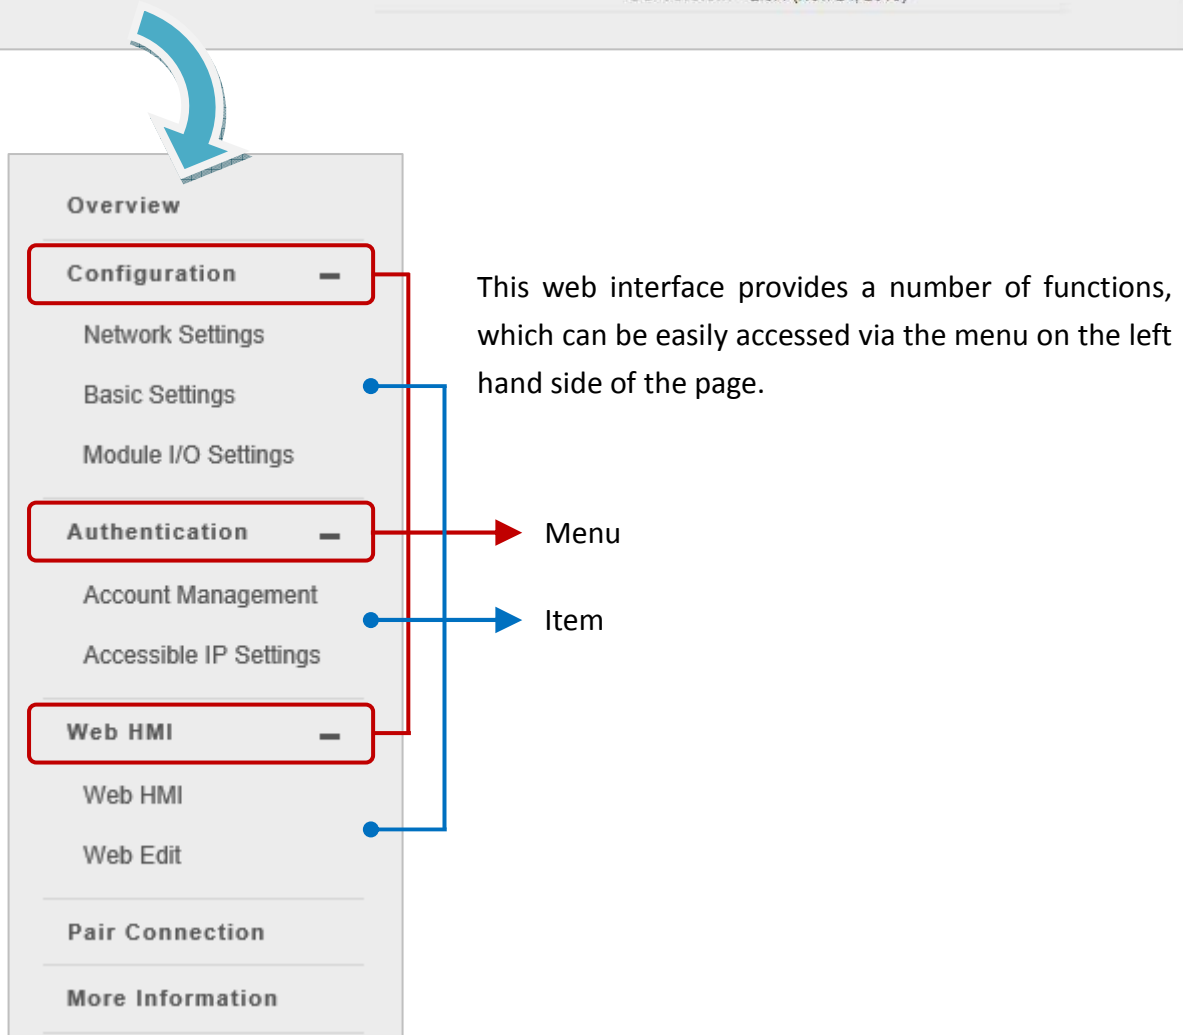 Overview
Configuration
Network Settings
Basic Settings
Module I/O Settings
Authentication
Account Management
Accessible IP Settings
Web HMI
Web HMI
Web Edit
Pair Connection
More Information
This web interface provides a number of functions,
which can be easily accessed via the menu on the left
hand side of the page.
Menu
Item